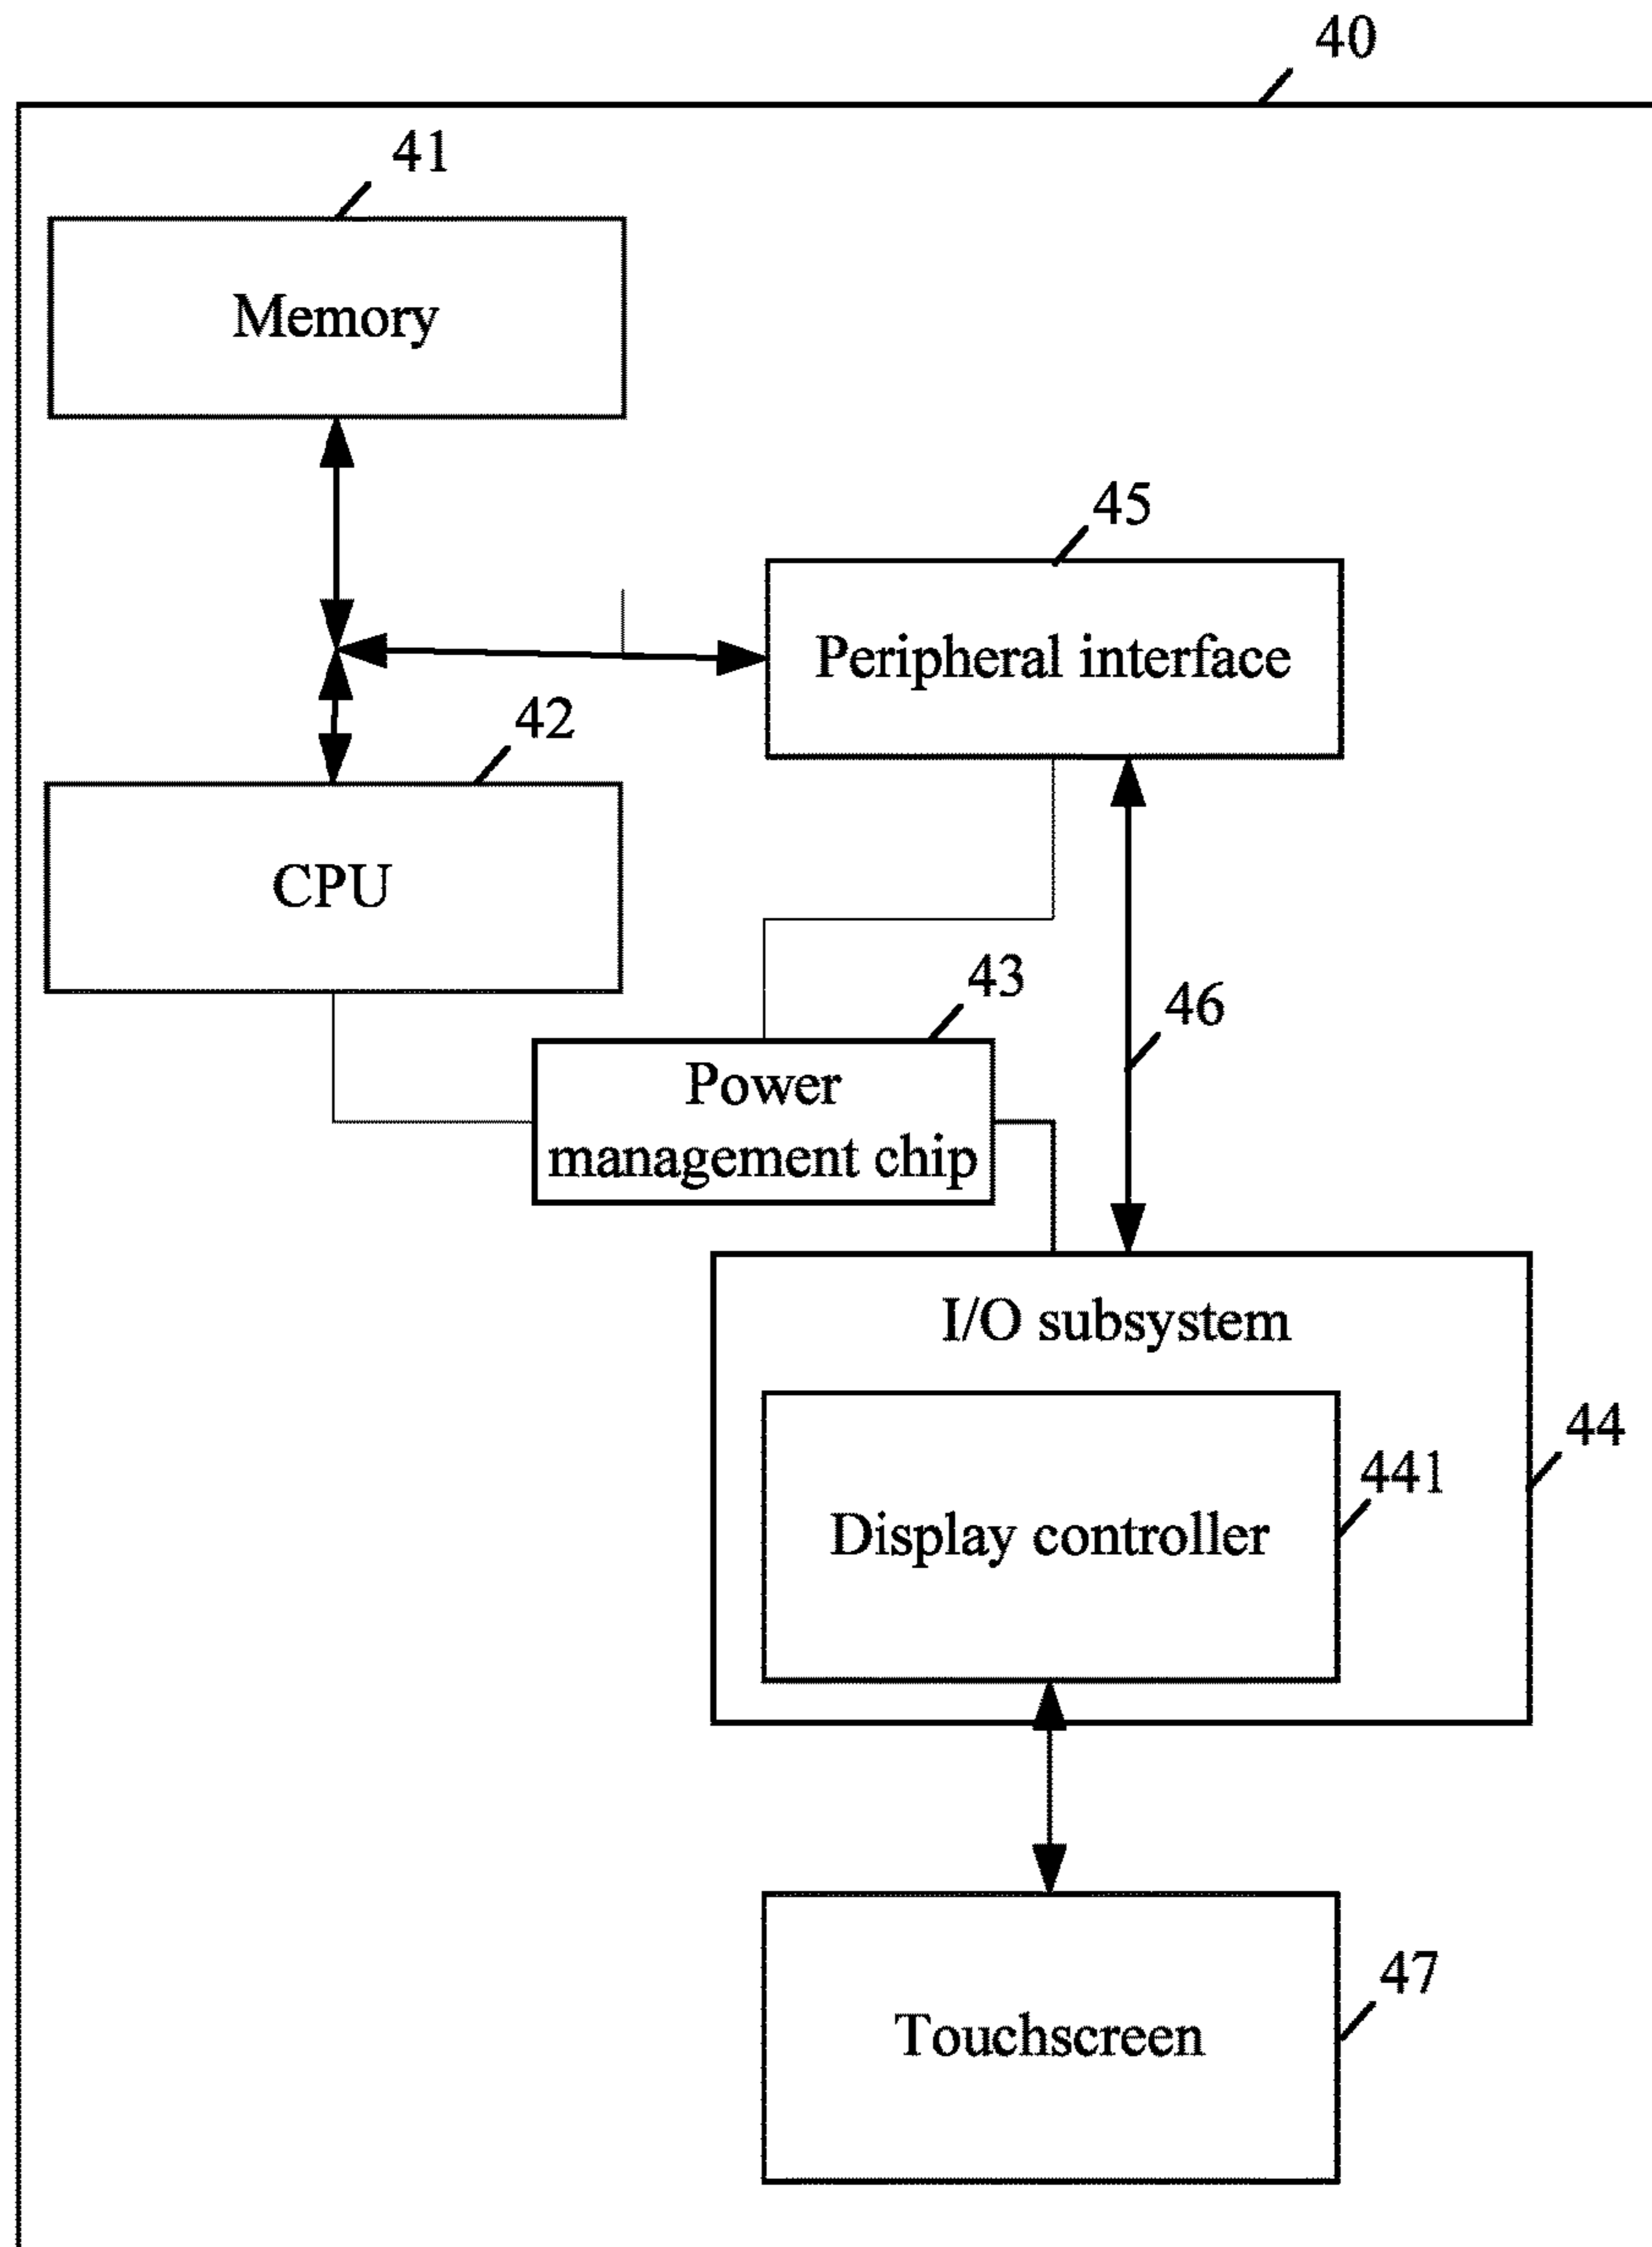 40
41
Memory
45
Peripheral interface
42
CPU
43
Power
management chip
46
I/O subsystem
44
441
Display controller
47
Touchscreen